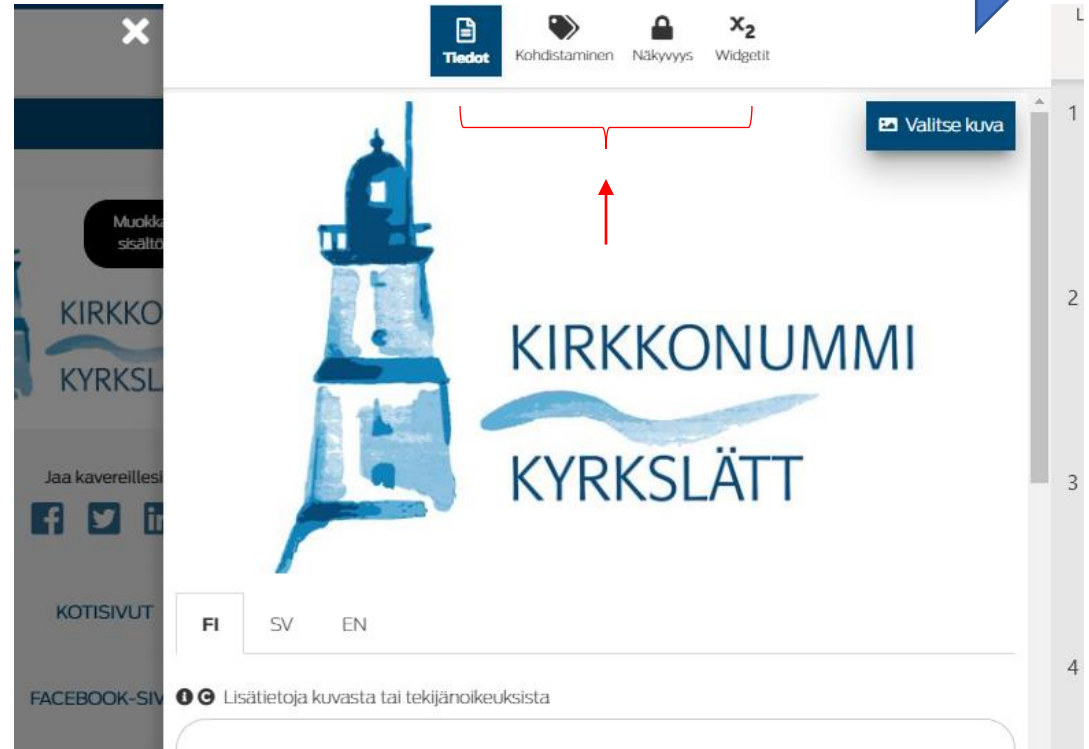 Tiedot
Kohdistaminen
Näkyvyys
X2
Widgetit
Valitse kuva
Muokka
sisältö
KIRKKO
KYRKSL
Jaa kavereillesi
KOTISIVUT
FACEBOOK-SIV
KIRKKONUMMI
KYRKSLÄTT
FI SV EN
Lisätietoja kuvasta tai tekijänoikeuksista
L
1
2
3
4